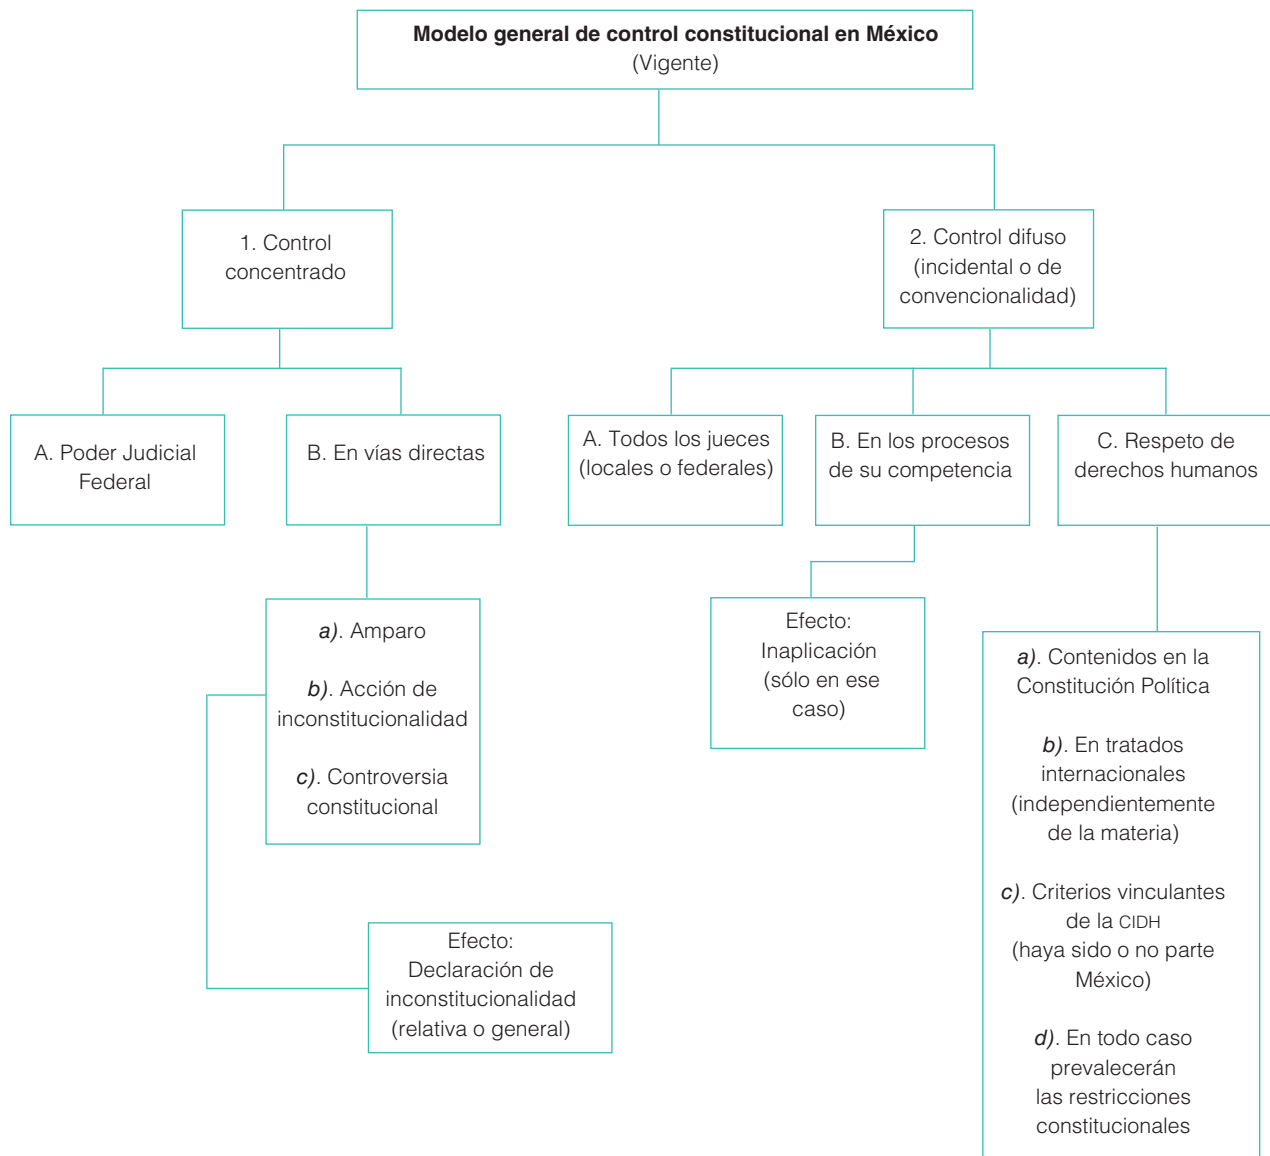 Modelo general de control constitucional en México
(Vigente)
1. Control
concentrado
2. Control difuso
(incidental o de
convencionalidad)
A. Poder Judicial
Federal
B. En vías directas
A. Todos los jueces
(locales o federales)
B. En los procesos
de su competencia
C. Respeto de
derechos humanos
a). Amparo
b). Acción de
inconstitucionalidad
c). Controversia
constitucional
Efecto:
Declaración de
inconstitucionalidad
(relativa o general)
Efecto:
Inaplicación
(sólo en ese
caso)
a). Contenidos en la
Constitución Política
b). En tratados
internacionales
(independientemente
de la materia)
c). Criterios vinculantes
de la CIDH
(haya sido o no parte
México)
d). En todo caso
prevalecerán
las restricciones
constitucionales